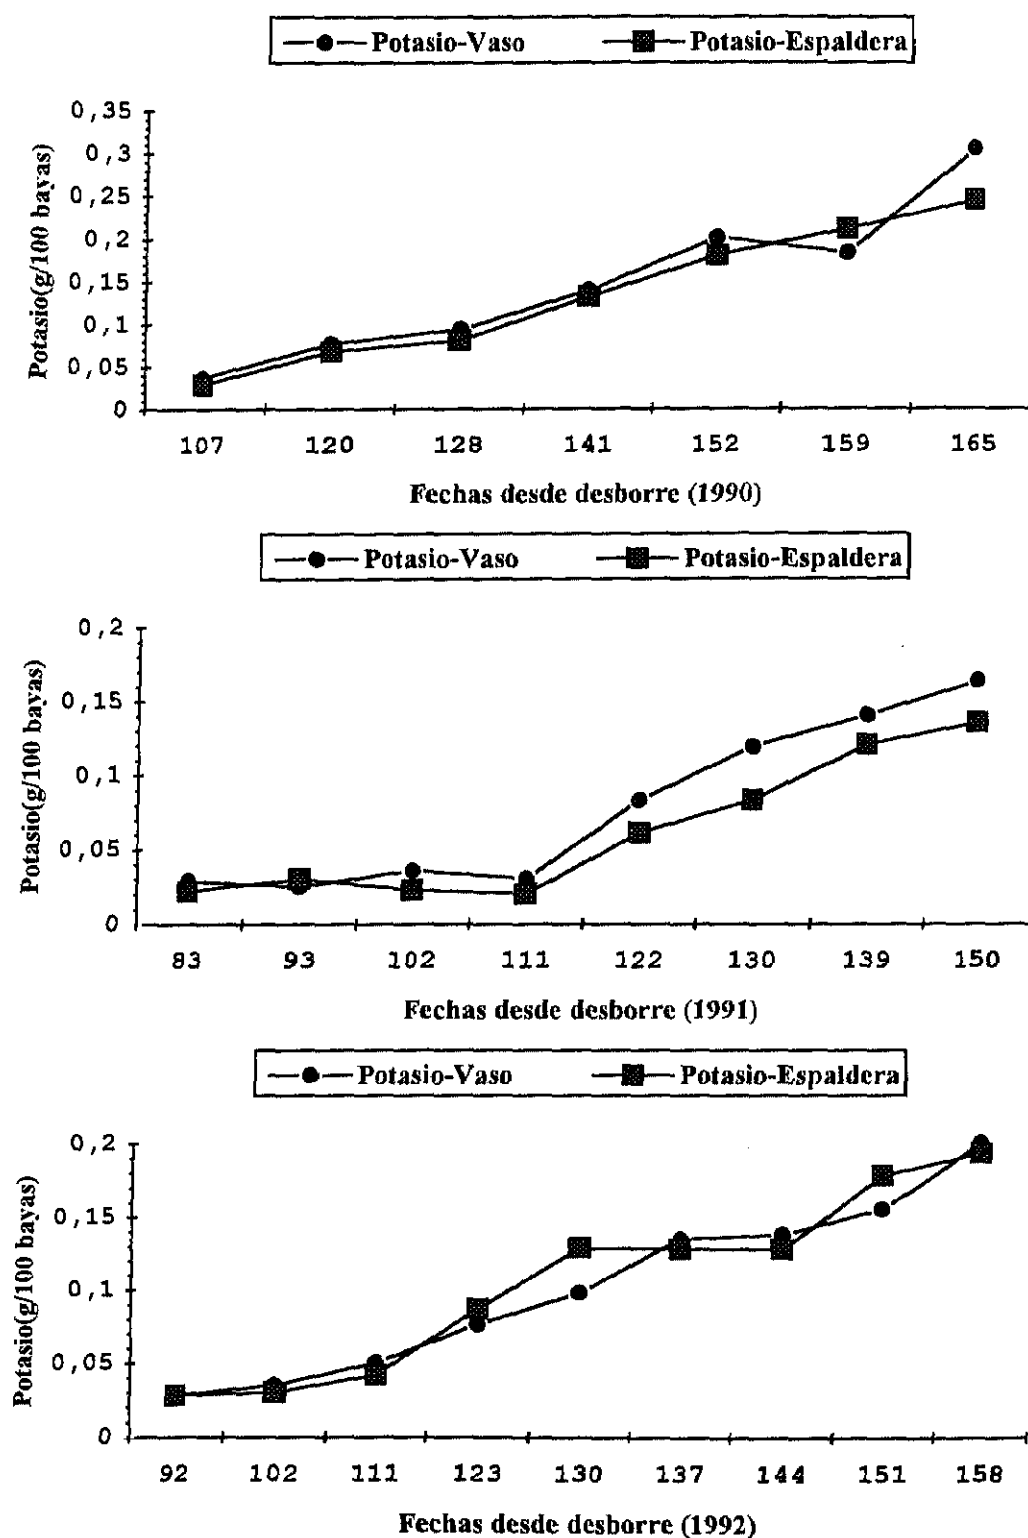 Potasio-Vaso Potasio-Espaldera
0,35
0,3
0,25
0,2
0,15
0,1
0,05
0
Potasio(g/100 bayas)
107 120 128 141 152 159 165
Fechas desde desborre (1990)
Potasio-Vaso Potasio-Espaldera
0,2
0,15
0,1
0,05
0
Potasio(g/100 bayas)
83 93 102 111 122 130 139 150
Fechas desde desborre (1991)
Potasio-Vaso Potasio-Espaldera
0,2
0,15
0,1
0,05
0
Potasio(g/100 bayas)
92 102 111 123 130 137 144 151 158
Fechas desde desborre (1992)